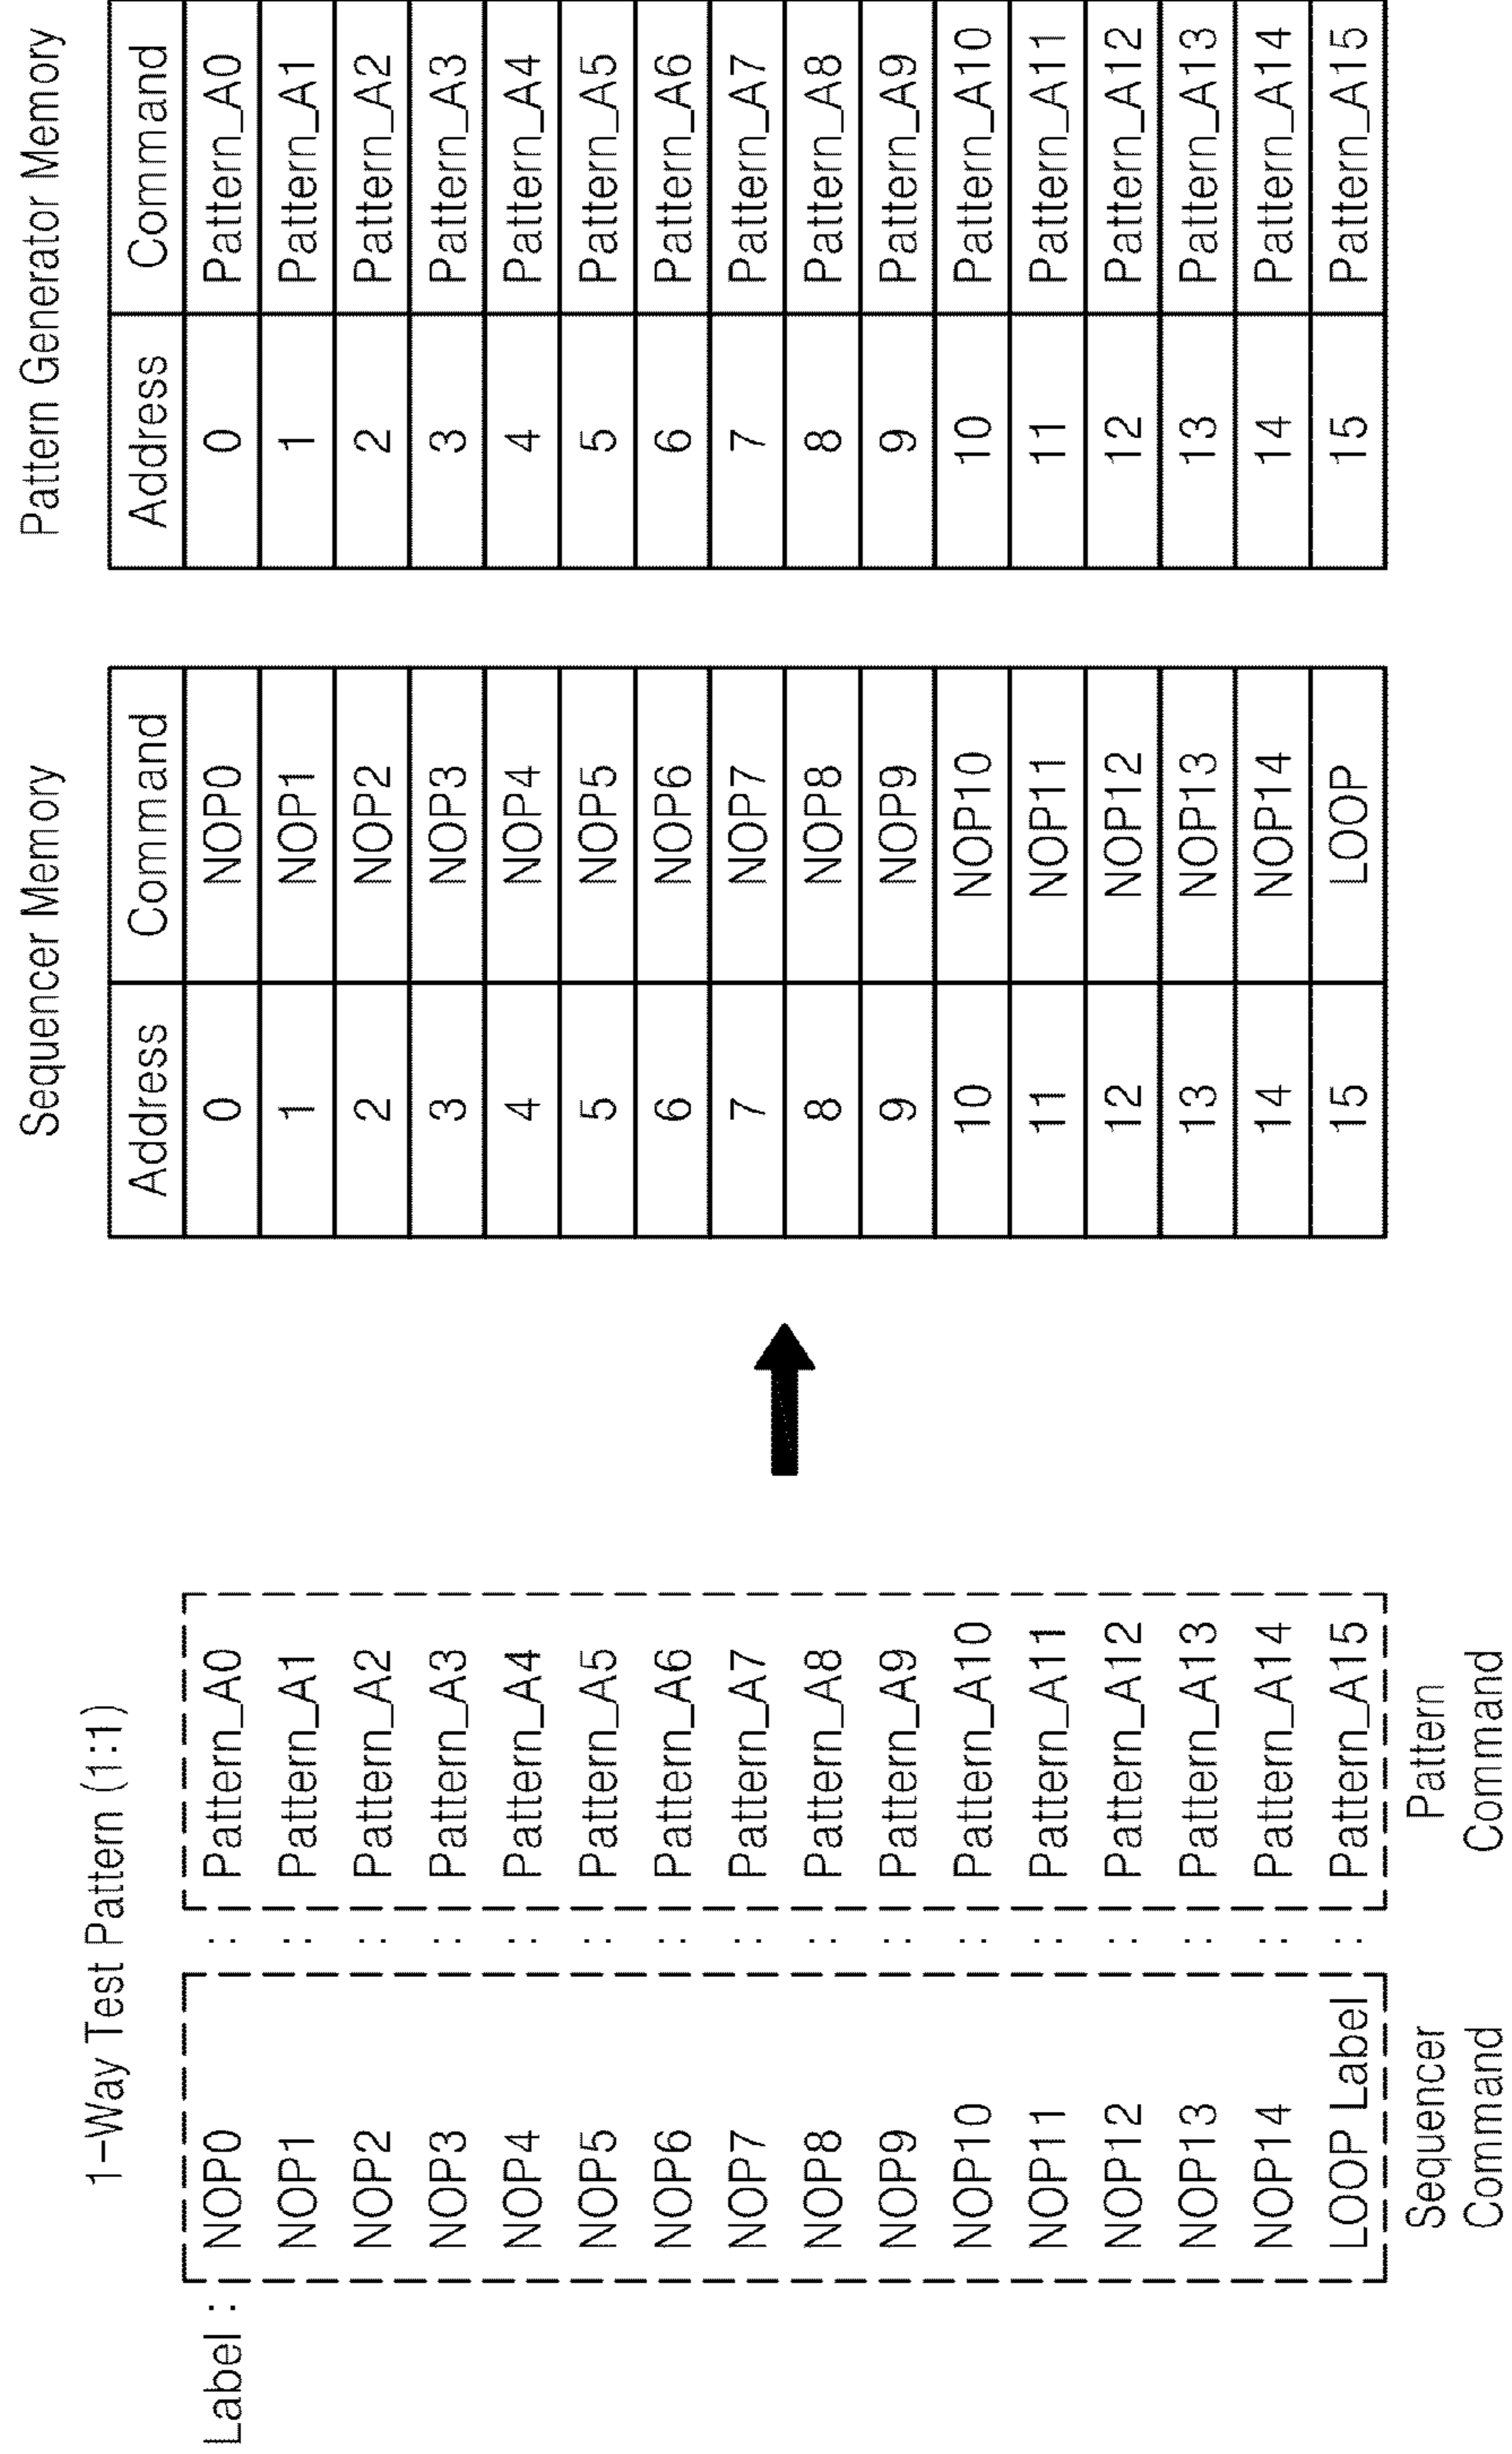 1-Way Test Pattern (1:1)
Label : NOP0 : Pattern_A0
NOP1 : Pattern_A1
NOP2 : Pattern_A2
NOP3 : Pattern_A3
NOP4 : Pattern_A4
NOP5 : Pattern_A5
NOP6 : Pattern_A6
NOP7 : Pattern_A7
NOP8 : Pattern_A8
NOP9 : Pattern_A9
NOP10 : Pattern_A10
NOP11 : Pattern_A11
NOP12 : Pattern_A12
NOP13 : Pattern_A13
NOP14 : Pattern_A14
LOOP Label : Pattern_A15
Sequencer
Command
Pattern
Command
Sequencer Memory
Address Command
0 NOP0
1 NOP1
2 NOP2
3 NOP3
4 NOP4
5 NOP5
6 NOP6
7 NOP7
8 NOP8
9 NOP9
10 NOP10
11 NOP11
12 NOP12
13 NOP13
14 NOP14
15 LOOP
Pattern Generator Memory
Address Command
0 Pattern_A0
1 Pattern_A1
2 Pattern_A2
3 Pattern_A3
4 Pattern_A4
5 Pattern_A5
6 Pattern_A6
7 Pattern_A7
8 Pattern_A8
9 Pattern_A9
10 Pattern_A10
11 Pattern_A11
12 Pattern_A12
13 Pattern_A13
14 Pattern_A14
15 Pattern_A15